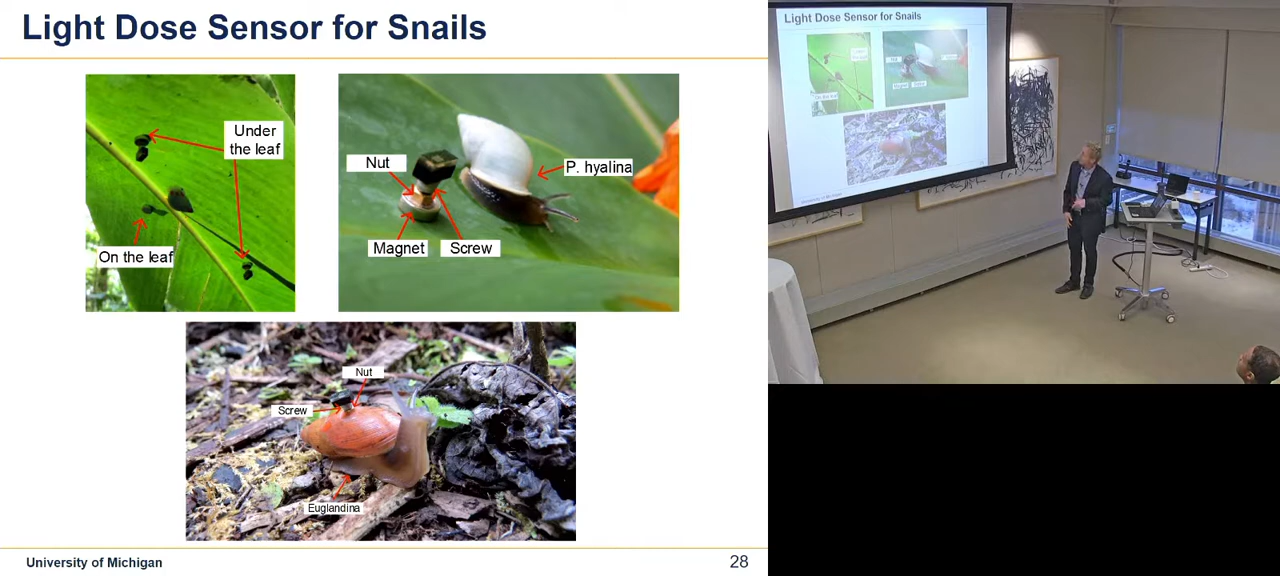 Light Dose Sensor for Snails
Under
the leaf
On the leaf
Nut
P. hyalina
Magnet
Screw
Nut
Screw
Euglandina
University of Michigan
28
Light Dose Sensor for Snails